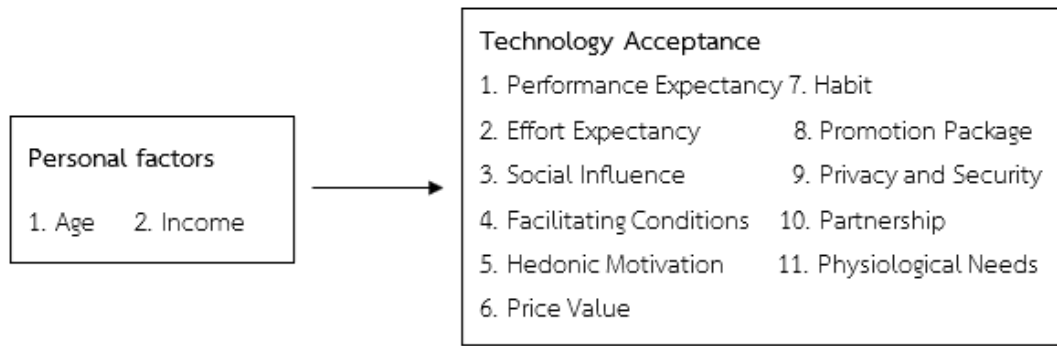 Personal factors
1. Age 2. Income
Technology Acceptance
1. Performance Expectancy 7. Habit
2. Effort Expectancy 8. Promotion Package
3. Social Influence 9. Privacy and Security
4. Facilitating Conditions 10. Partnership
5. Hedonic Motivation 11. Physiological Needs
6. Price Value